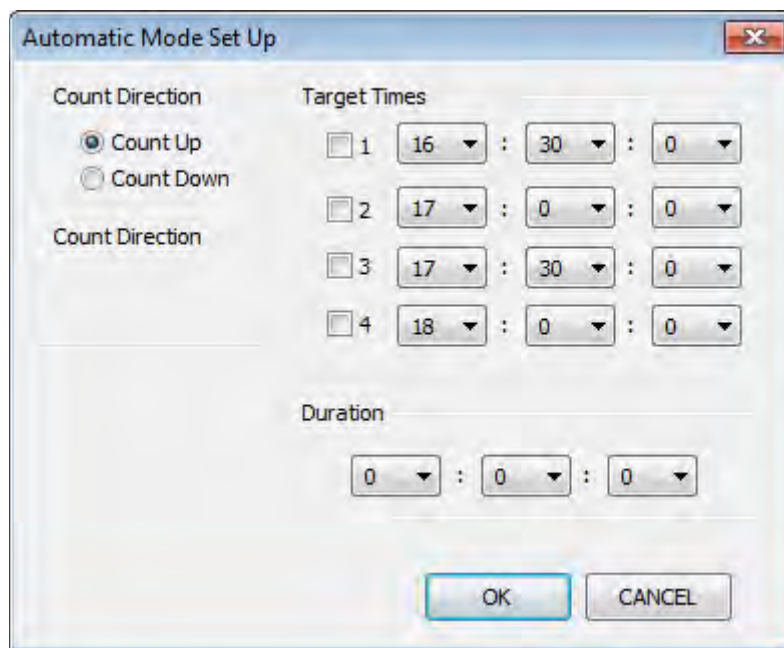 Automatic Mode Set Up
Count Direction
Count Up
Count Down
Count Direction
Target Times
1 16 : 30 : 0
2 17 : 0 : 0
3 17 : 30 : 0
4 18 : 0 : 0
Duration
0 : 0 : 0
OK CANCEL